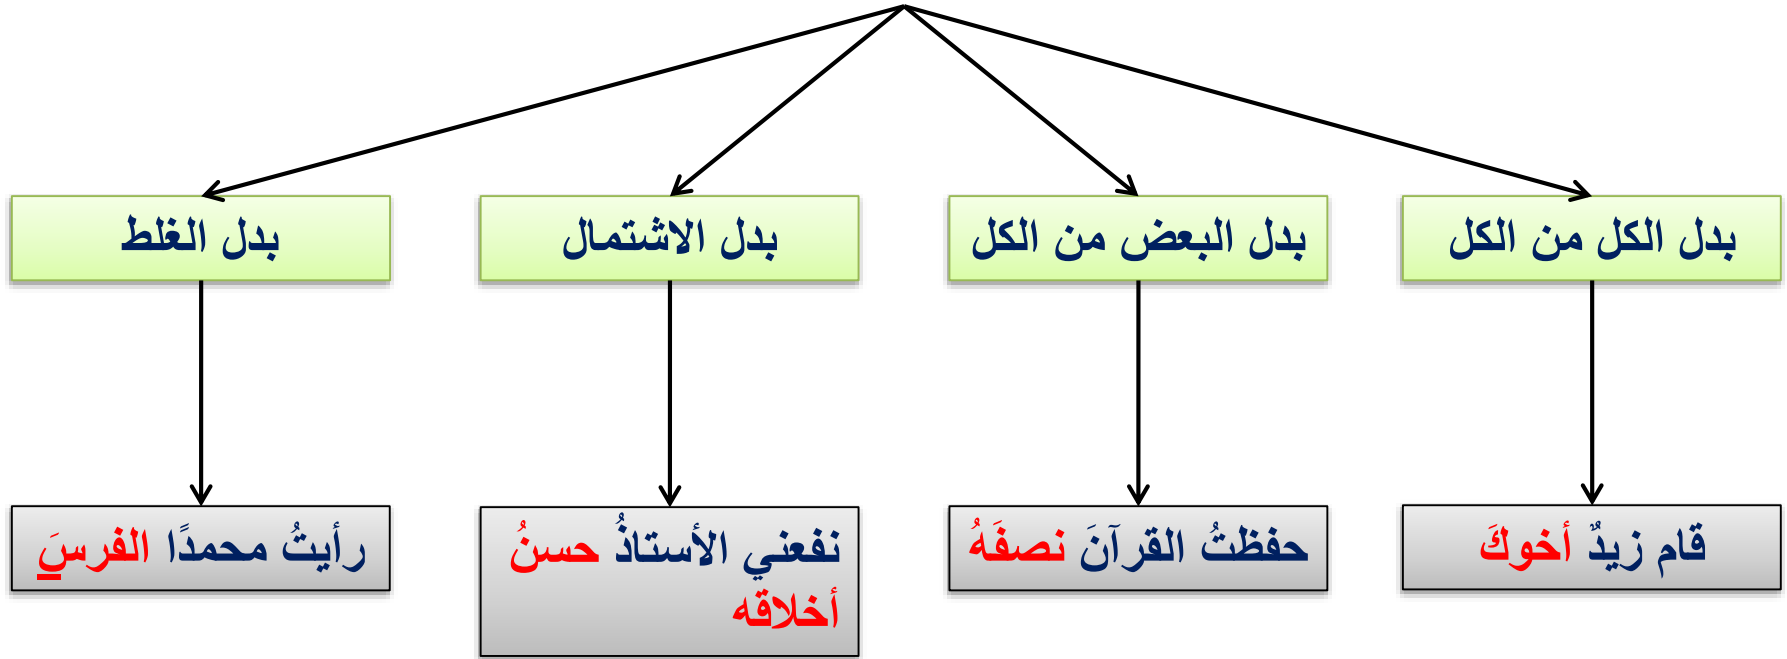 بدل الكل من الكل
بدل البعض من الكل
بدل الاشتمال
بدل الغلط
قام زيدٌ أخوكَ
حفظتُ القرآنَ نصفَهُ
نفعني الأستاذُ حسنُ
أخلاقه
رأيتُ محمدًا الفرسَ